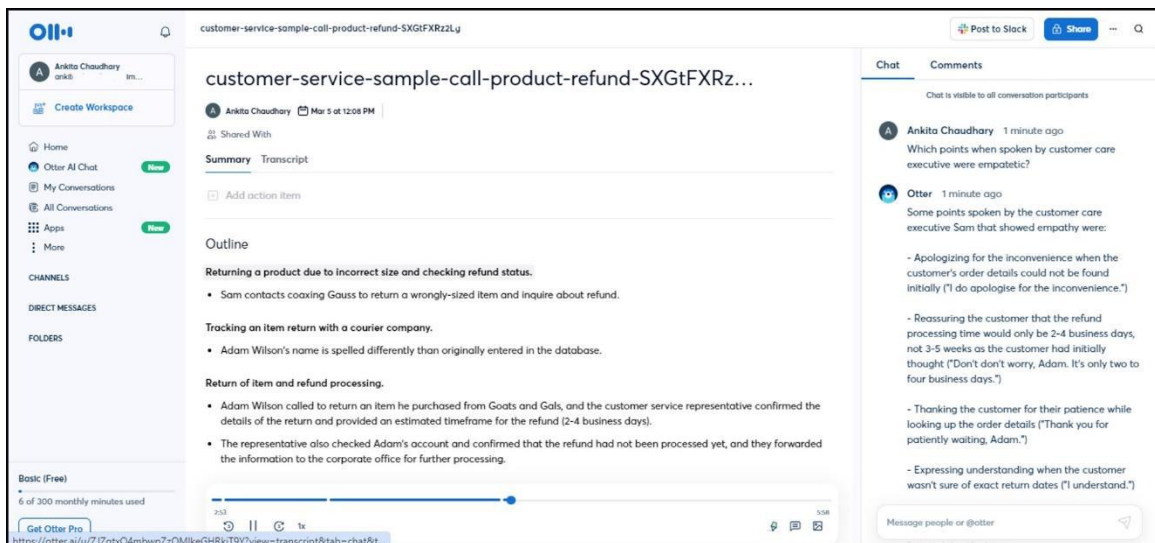 Otter
customer-service-sample-call-product-refund-SXGtFXRz2Ly
Post to Slack
Share
A
Ankita Chaudhary
ankit
Im...
Create Workspace
Home
Otter AI Chat
New
My Conversations
All Conversations
Apps
New
More
CHANNELS
DIRECT MESSAGES
FOLDERS
Basic (Free)
6 of 300 monthly minutes used
Get Otter Pro
customer-service-sample-call-product-refund-SXGtFXRz...
A Ankita Chaudhary Mar 5 at 12:08 PM
Shared With
Summary Transcript
Add action item
Outline
Returning a product due to incorrect size and checking refund status.
• Sam contacts coaxing Gauss to return a wrongly-sized item and inquire about refund.
Tracking an item return with a courier company.
• Adam Wilson's name is spelled differently than originally entered in the database.
Return of item and refund processing.
• Adam Wilson called to return an item he purchased from Goats and Gals, and the customer service representative confirmed the
details of the return and provided an estimated timeframe for the refund (2-4 business days).
• The representative also checked Adam's account and confirmed that the refund had not been processed yet, and they forwarded
the information to the corporate office for further processing.
2:53
5:58
1x
Chat Comments
Chat is visible to all conversation participants
A Ankita Chaudhary 1 minute ago
Which points when spoken by customer care
executive were empatetic?
Otter 1 minute ago
Some points spoken by the customer care
executive Sam that showed empathy were:
- Apologizing for the inconvenience when the
customer's order details could not be found
initially ("I do apologise for the inconvenience.")
- Reassuring the customer that the refund
processing time would only be 2-4 business days,
not 3-5 weeks as the customer had initially
thought ("Don't don't worry, Adam. It's only two to
four business days.")
- Thanking the customer for their patience while
looking up the order details ("Thank you for
patiently waiting, Adam.")
- Expressing understanding when the customer
wasn't sure of exact return dates ("I understand.")
Message people or @otter